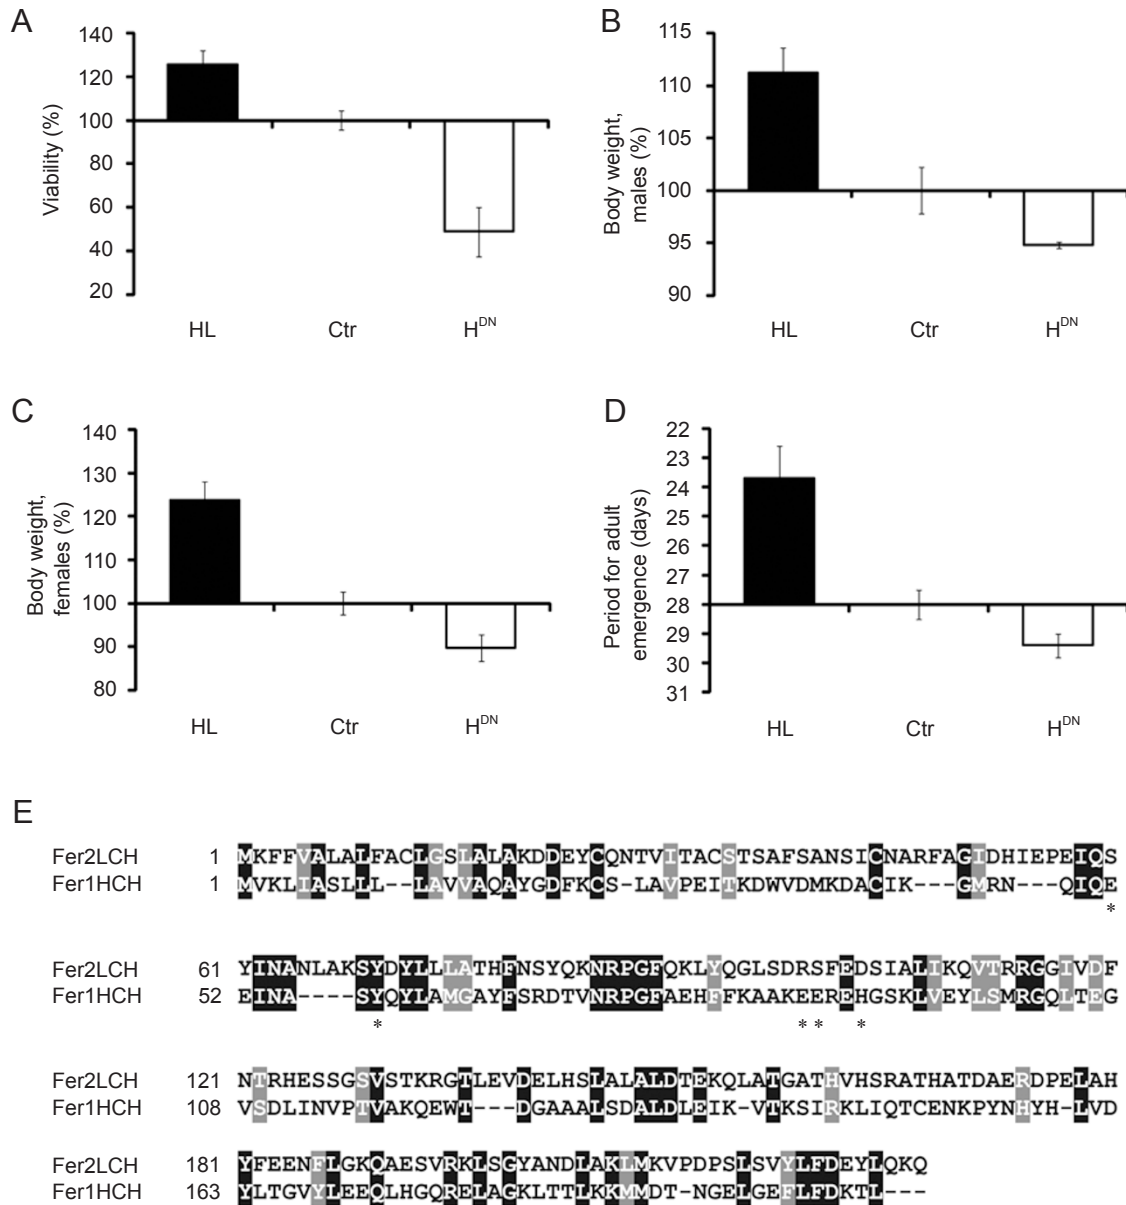 A
140
120
100
80
60
40
20
Viability (%)
HL Ctr H^DN
B
115
110
105
100
95
90
Body weight,
males (%)
HL Ctr H^DN
C
140
130
120
110
100
90
80
Body weight,
females (%)
HL Ctr H^DN
D
22
23
24
25
26
27
28
29
30
31
Period for adult
emergence (days)
HL Ctr H^DN
E
Fer2LCH 1 MKFFVALALFACLGSLALAKDDEYCQNTVITACSTSAFSANSICNARFAGIDHIEPEIQS
Fer1HCH 1 MVKLIASLLL--LAVVAQAYGDFKCS-LAVPEITKDWVDMKDACIK---GMRN---QIQE
*
Fer2LCH 61 YINANLAKSYDYLLLATHFNSYQKNRPGFQKLYQGLSDRSFEDSIALIKQVTRRGGIVDF
Fer1HCH 52 EINA----SYQYLAMGAYFSRDTVNRPGFAEHFFKAAKEEREHGSKLVEYLSMRGQLTEG
* * * *
Fer2LCH 121 NTRHESSGSVSTKRGTLEVDELHSLALALDTEKQLATGATHVHSRATHATDAERDPELAH
Fer1HCH 108 VSDLINVPTVAKQEWT---DGAAALSDALDLEIK-VTKSIRKLIQTCENKPYNHYH-LVD
Fer2LCH 181 YFEENFLGKQAESVRKLSGYANDLAKLMKVPDPSLSVYLFDEYLQKQ
Fer1HCH 163 YLTGVYLEEQLHGQRELAGKLTTLKKMMDT-NGELGEFLFDKTL---